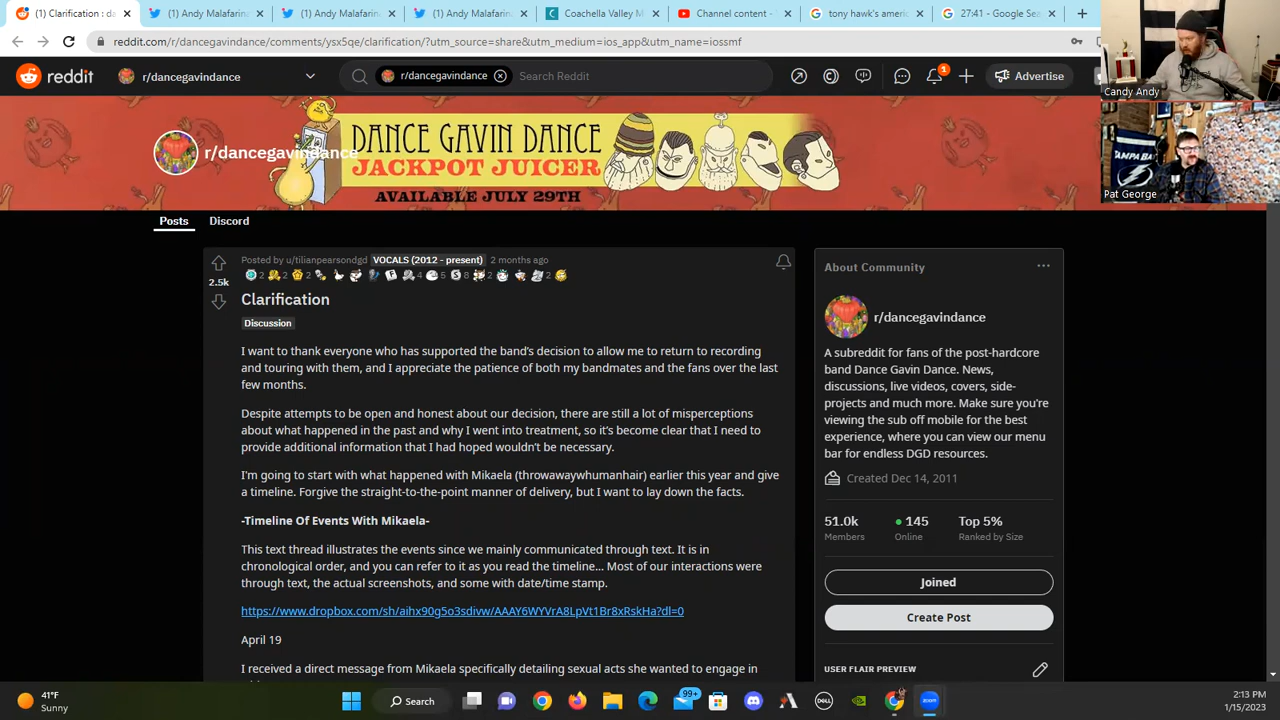 (1) Clarification : da
(1) Andy Malafarina
(1) Andy Malafarina
(1) Andy Malafarina
Coachella Valley M
Channel content -
tony hawk's americ
27:41 - Google Sea
reddit.com/r/dancegavindance/comments/ysx5qe/clarification/?utm_source=share&utm_medium=ios_app&utm_name=iossmf
reddit
r/dancegavindance
r/dancegavindance
Search Reddit
1
Advertise
Candy Andy
TAMPA BA
Pat George
DANCE GAVIN DANCE
JACKPOT JUICER
AVAILABLE JULY 29TH
r/dancegavindance
Posts
Discord
Posted by u/tilianpearsondgd VOCALS (2012 - present) 2 months ago
2 2 2 4 5 8 2 2
2.5k
Clarification
Discussion
I want to thank everyone who has supported the band's decision to allow me to return to recording
and touring with them, and I appreciate the patience of both my bandmates and the fans over the last
few months.
Despite attempts to be open and honest about our decision, there are still a lot of misperceptions
about what happened in the past and why I went into treatment, so it's become clear that I need to
provide additional information that I had hoped wouldn't be necessary.
I'm going to start with what happened with Mikaela (throwawaywhumanhair) earlier this year and give
a timeline. Forgive the straight-to-the-point manner of delivery, but I want to lay down the facts.
-Timeline Of Events With Mikaela-
This text thread illustrates the events since we mainly communicated through text. It is in
chronological order, and you can refer to it as you read the timeline... Most of our interactions were
through text, the actual screenshots, and some with date/time stamp.
https://www.dropbox.com/sh/aihx90g5o3sdivw/AAAY6WYVrA8LpVt1Br8xRskHa?dl=0
April 19
I received a direct message from Mikaela specifically detailing sexual acts she wanted to engage in
About Community
r/dancegavindance
A subreddit for fans of the post-hardcore
band Dance Gavin Dance. News,
discussions, live videos, covers, side-
projects and much more. Make sure you're
viewing the sub off mobile for the best
experience, where you can view our menu
bar for endless DGD resources.
Created Dec 14, 2011
51.0k
145
Top 5%
Members
Online
Ranked by Size
Joined
Create Post
USER FLAIR PREVIEW
41°F
Sunny
Search
99+
DELL
2:13 PM
1/15/2023